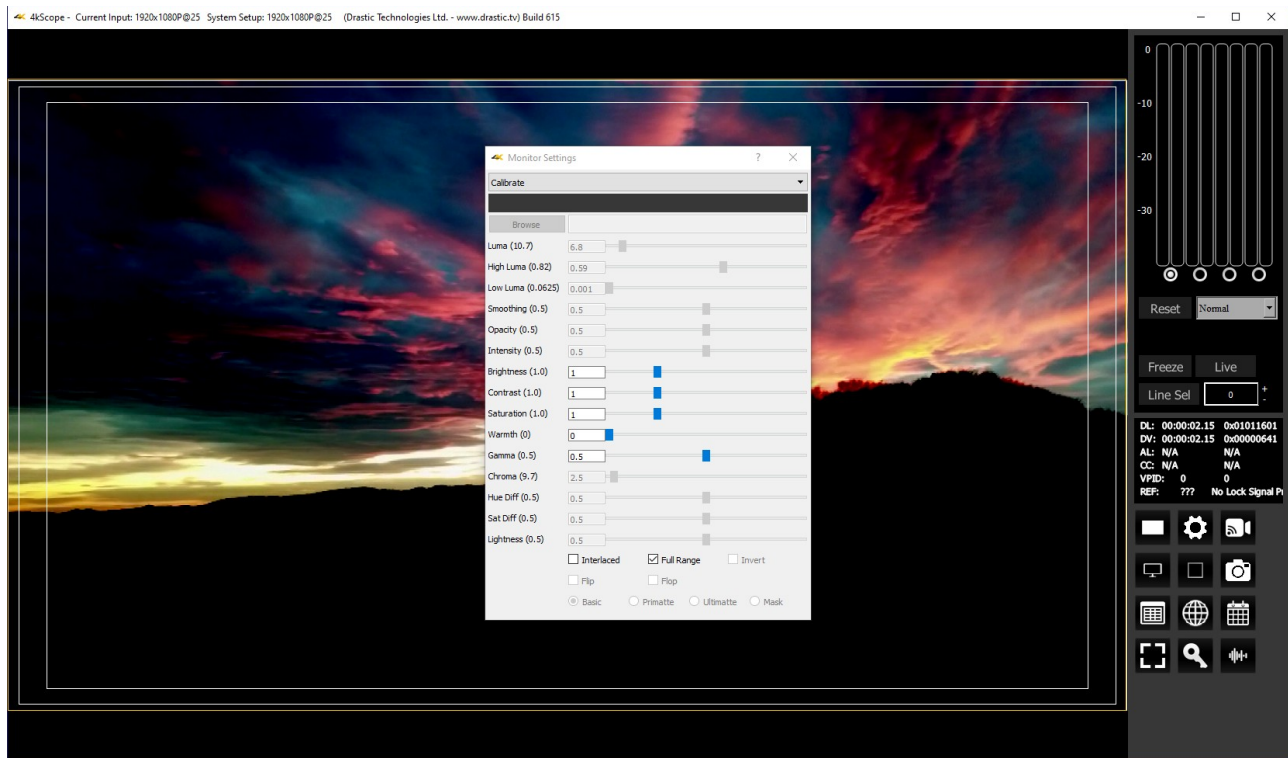 4kScope - Current Input: 1920x1080P@25 System Setup: 1920x1080P@25 (Drastic Technologies Ltd. - www.drastic.tv) Build 615
Monitor Settings ?
Calibrate
Browse
Luma (10.7) 6.8
High Luma (0.82) 0.59
Low Luma (0.0625) 0.001
Smoothing (0.5) 0.5
Opacity (0.5) 0.5
Intensity (0.5) 0.5
Brightness (1.0) 1
Contrast (1.0) 1
Saturation (1.0) 1
Warmth (0) 0
Gamma (0.5) 0.5
Chroma (9.7) 2.5
Hue Diff (0.5) 0.5
Sat Diff (0.5) 0.5
Lightness (0.5) 0.5
Interlaced Full Range Invert
Flip Flop
Basic Primatte Ultimatte Mask
0
-10
-20
-30
Reset Normal
Freeze Live
Line Sel 0 + -
DL: 00:00:02.15 0x01011601
DV: 00:00:02.15 0x00000641
AL: N/A N/A
CC: N/A N/A
VPID: 0 0
REF: ??? No Lock Signal Pr